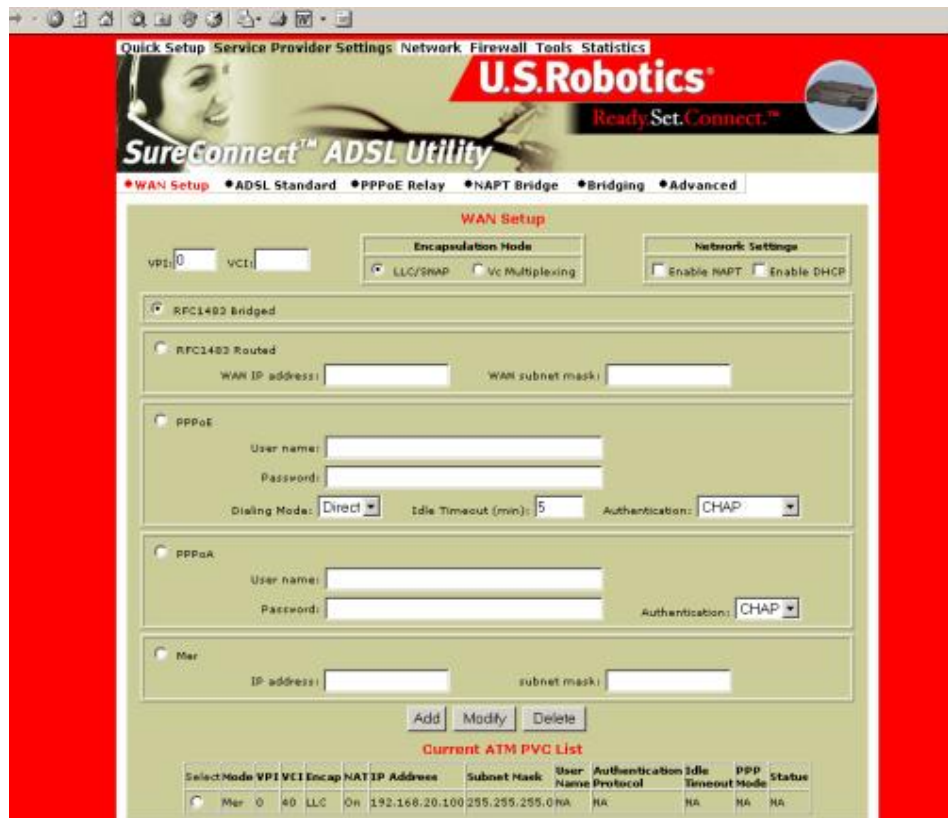 Quick Setup Service Provider Settings Network Firewall Tools Statistics
U.S.Robotics
Ready.Set.Connect.™
SureConnect™ ADSL Utility
WAN Setup ADSL Standard PPPoE Relay NAPT Bridge Bridging Advanced
WAN Setup
Encapsulation Mode Network Settings
VPI: 0 VCI: LLC/SNAP Vc Multiplexing Enable NAPT Enable DHCP
RFC1483 Bridged
RFC1483 Routed
WAN IP address: WAN subnet mask:
PPPoE
User name:
Password:
Dialing Mode: Direct Idle Timeout (min): 5 Authentication: CHAP
PPPoA
User name:
Password: Authentication: CHAP
Mer
IP address: subnet mask:
Add Modify Delete
Current ATM PVC List
Select Mode VPI VCI Encap NAT IP Address Subnet Mask User Name Authentication Protocol Idle Timeout PPP Mode Status
Mer 0 40 LLC On 192.168.20.100 255.255.255.0 NA NA NA NA NA